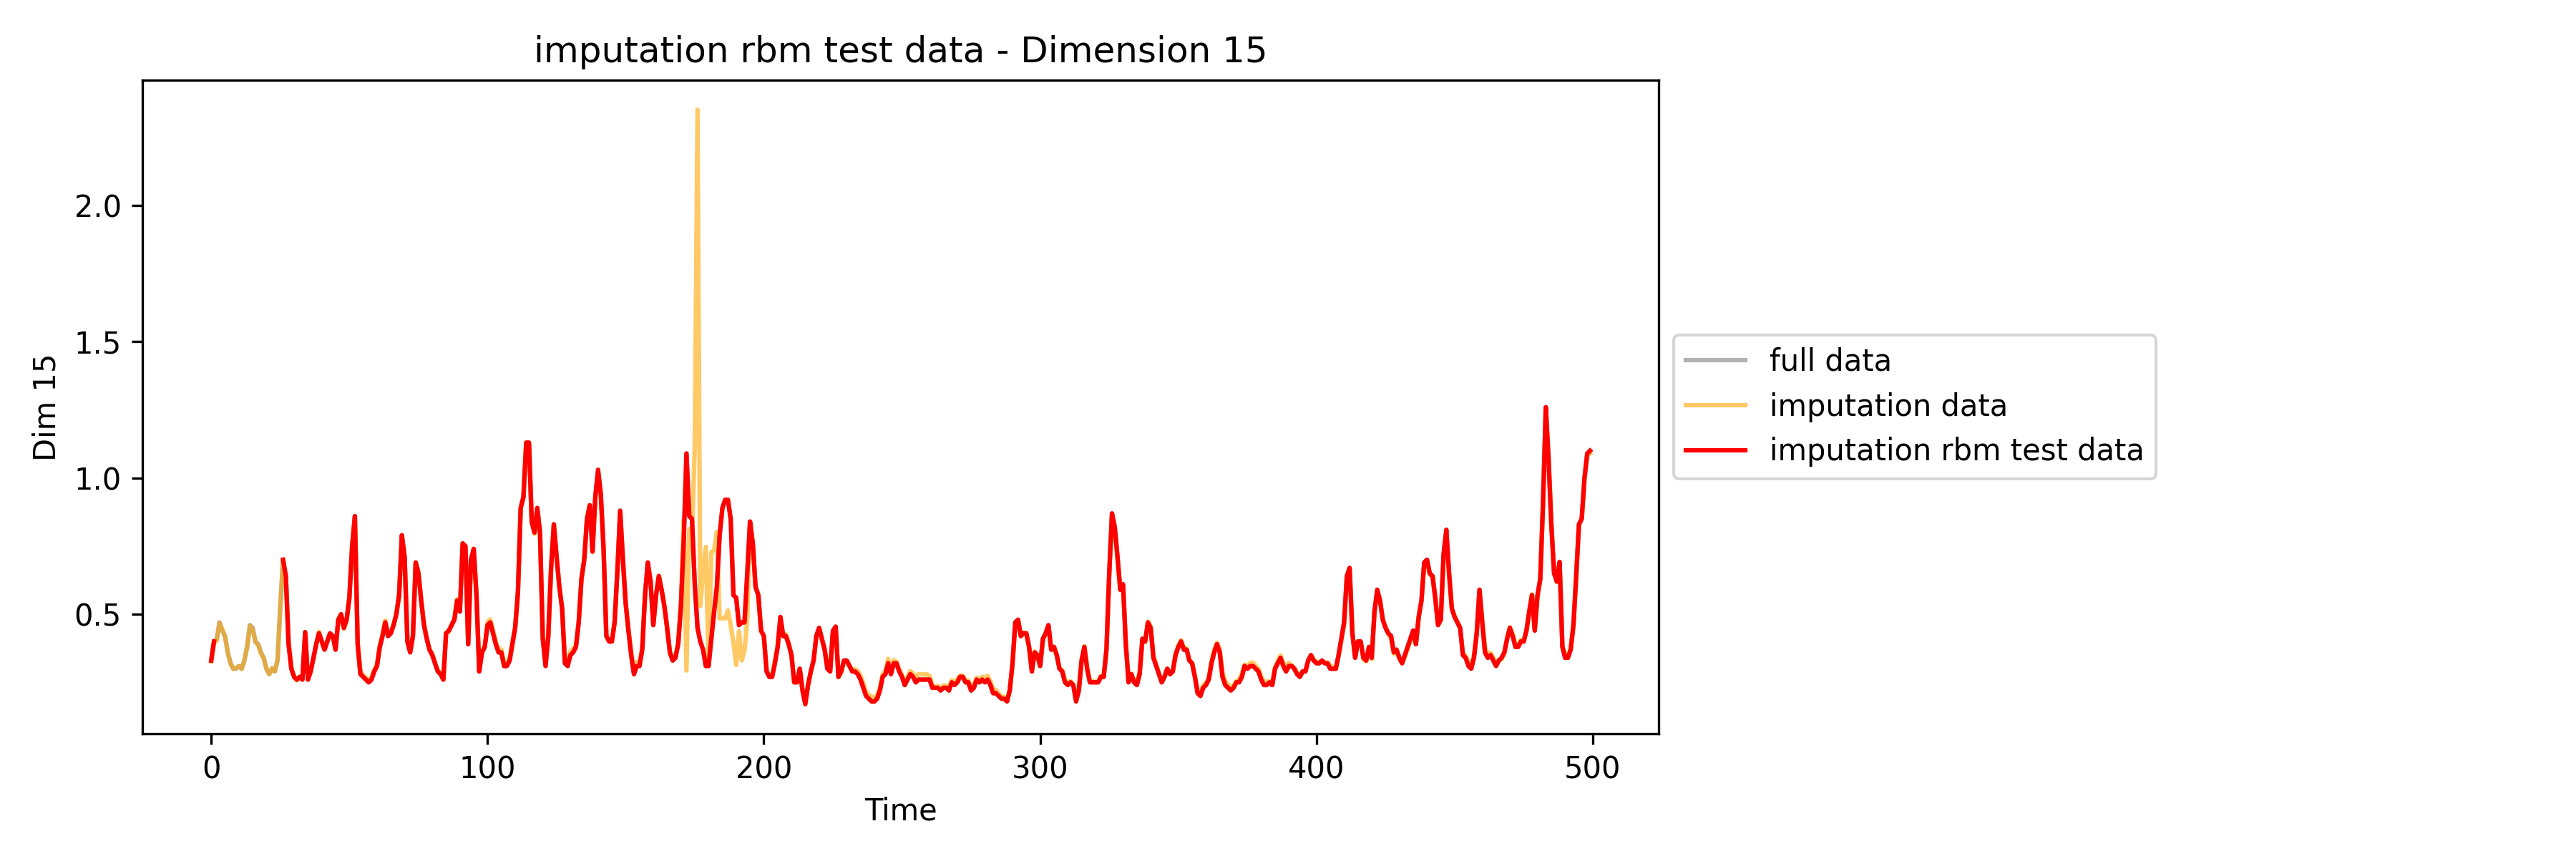 imputation rbm test data - Dimension 15
2.0
1.5
1.0
0.5
Dim 15
0 100 200 300 400 500
Time
full data
imputation data
imputation rbm test data